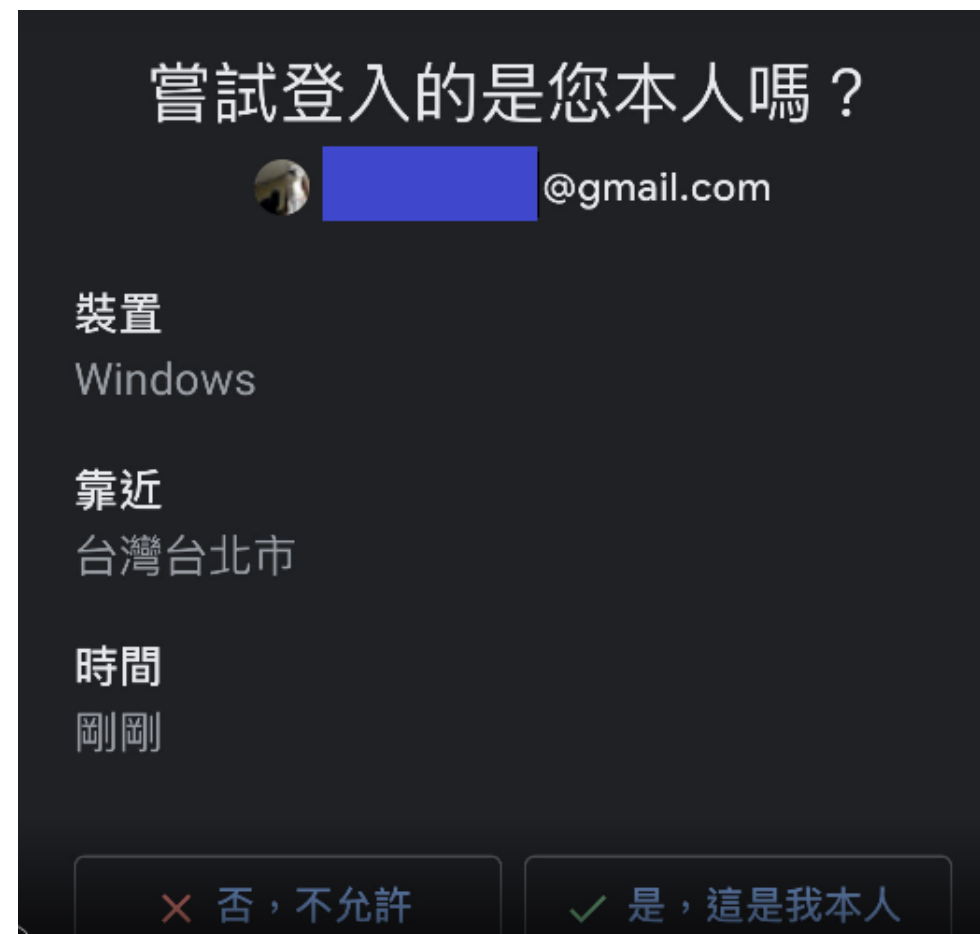 嘗試登入的是您本人嗎？
@gmail.com
裝置
Windows
靠近
台灣台北市
時間
剛剛
否，不允許
是，這是我本人